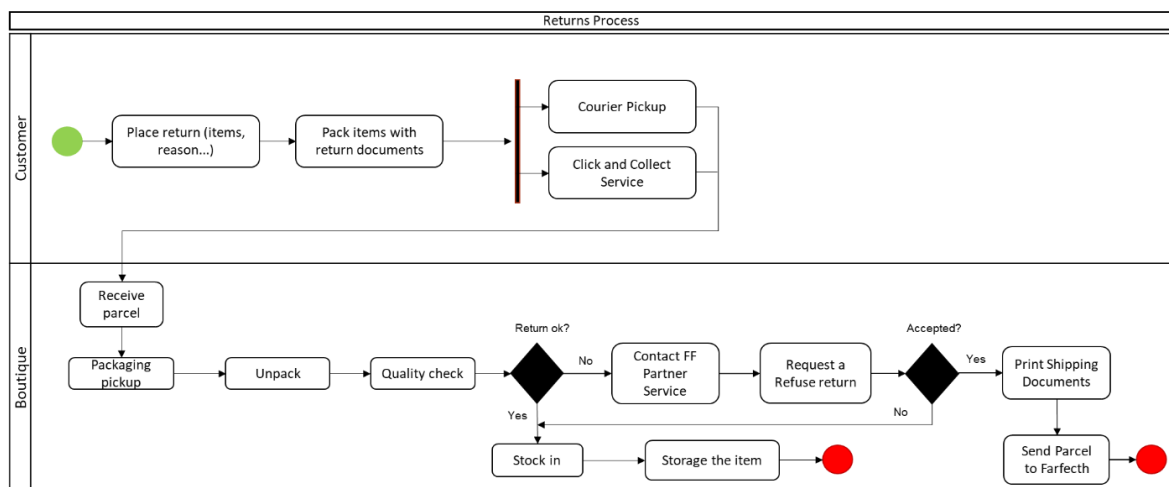 Returns Process
Customer
Place return (items,
reason...)
Pack items with
return documents
Courier Pickup
Click and Collect
Service
Boutique
Receive
parcel
Packaging
pickup
Unpack
Quality check
Return ok?
No
Yes
Contact FF
Partner
Service
Request a
Refuse return
Accepted?
Yes
No
Print Shipping
Documents
Stock in
Storage the item
Send Parcel
to Farfecth